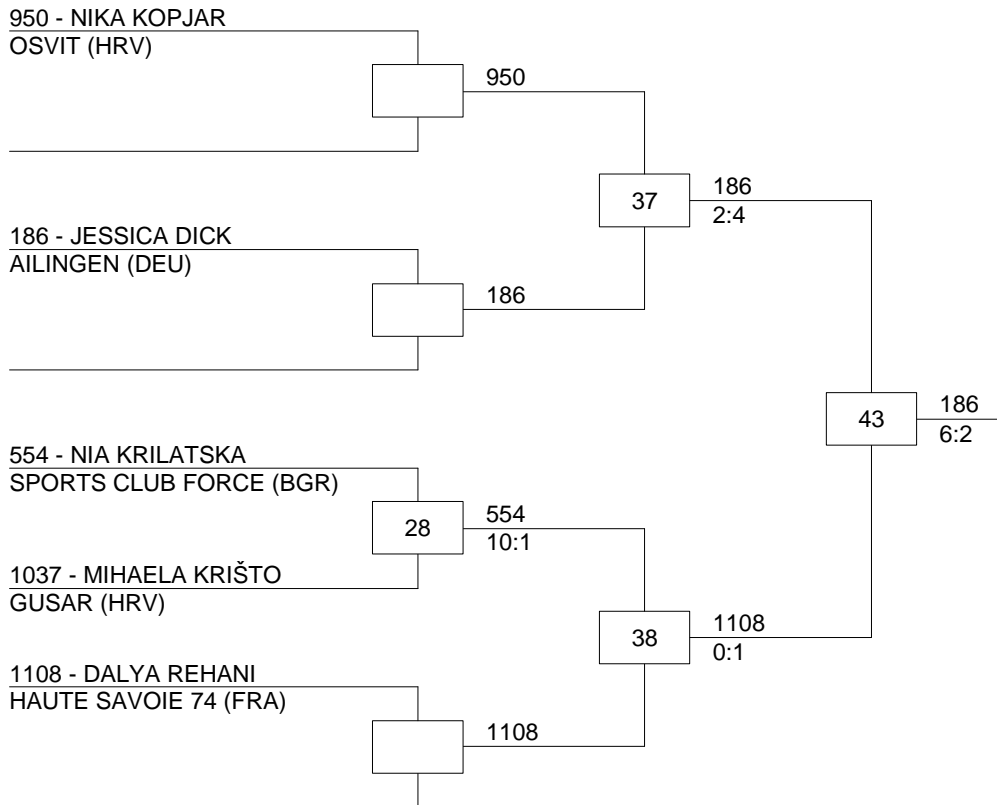 950 - NIKA KOPJAR
OSVIT (HRV)
950
37
186
2:4
186 - JESSICA DICK
AILINGEN (DEU)
186
43
186
6:2
554 - NIA KRILATSKA
SPORTS CLUB FORCE (BGR)
28
554
10:1
1037 - MIHAELA KRIŠTO
GUSAR (HRV)
38
1108
0:1
1108 - DALYA REHANI
HAUTE SAVOIE 74 (FRA)
1108